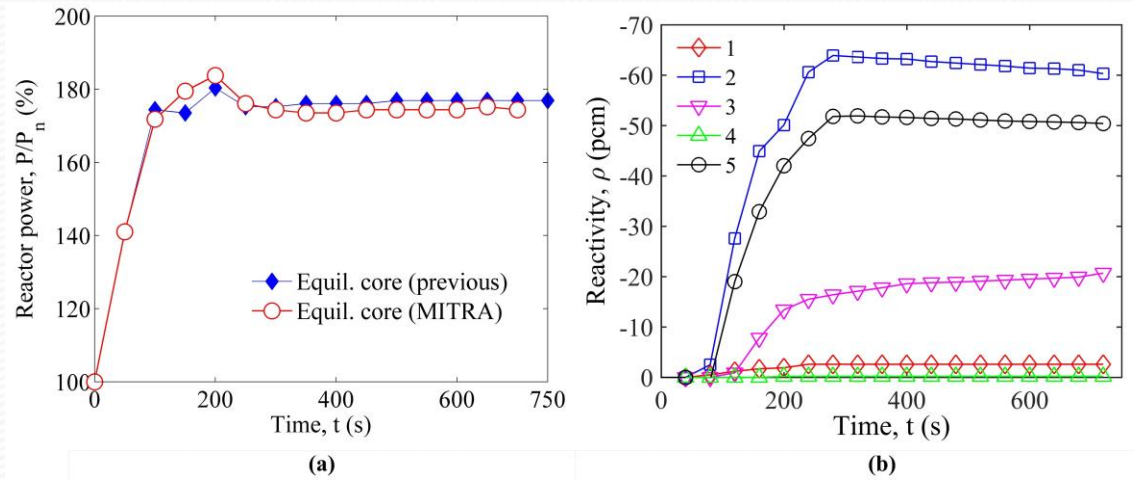 (a)
200
180
160
140
120
100
0
200
400
600
750
Reactor power, P/Pn (%)
Time, t (s)
Equil. core (previous)
Equil. core (MITRA)
(a)
(b)
-70
-60
-50
-40
-30
-20
-10
0
0
200
400
600
Reactivity, ρ (pcm)
Time, t (s)
1
2
3
4
5
(b)